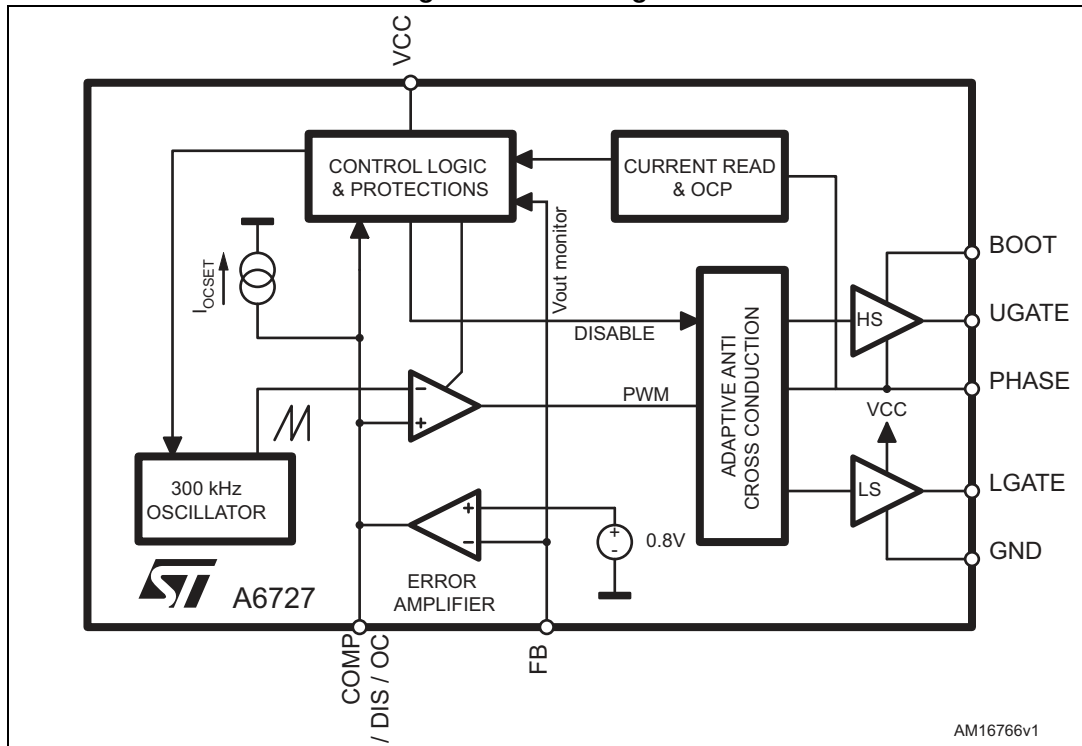 VCC
CONTROL LOGIC
& PROTECTIONS
CURRENT READ
& OCP
IOCSET
Vout monitor
DISABLE
ADAPTIVE ANTI
CROSS CONDUCTION
HS
BOOT
UGATE
PHASE
PWM
VCC
LS
LGATE
GND
300 kHz
OSCILLATOR
0.8V
ST
A6727
ERROR
AMPLIFIER
COMP
/ DIS / OC
FB
AM16766v1